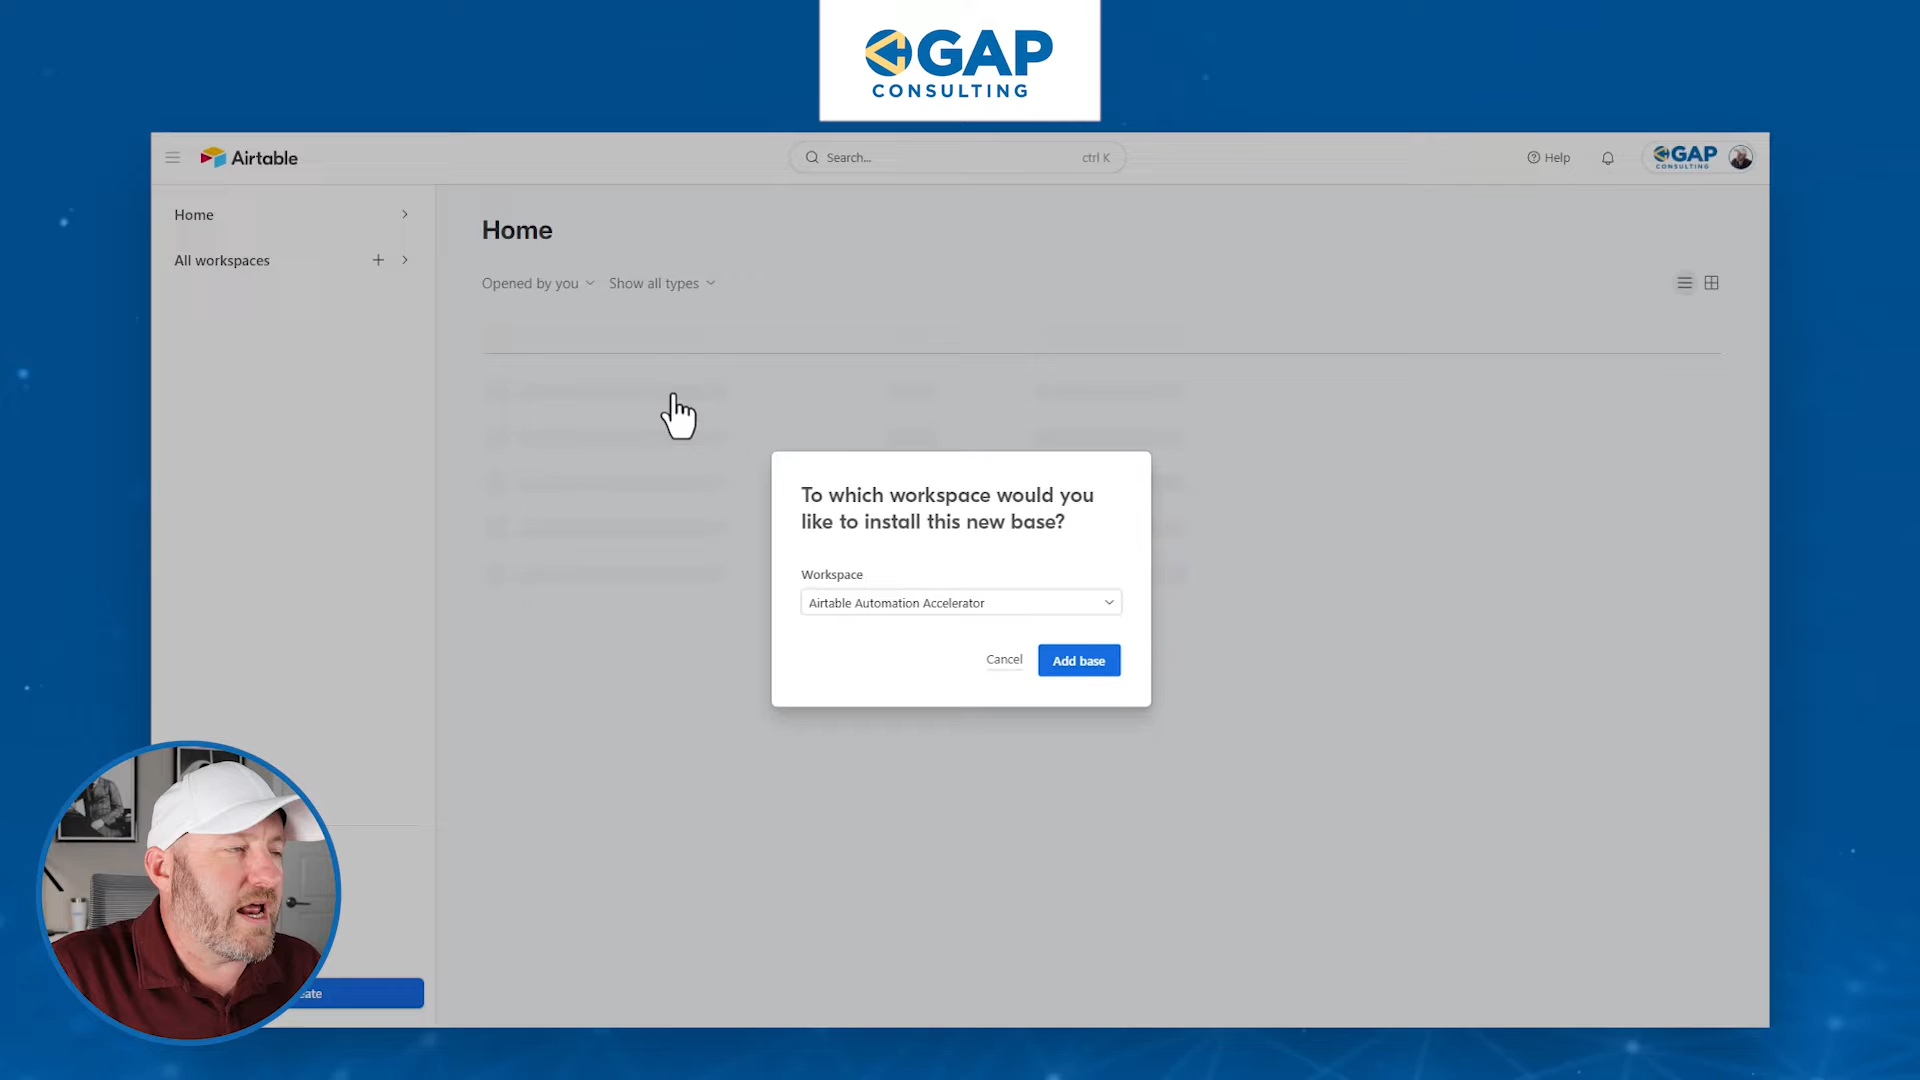 GAP
CONSULTING
Airtable
Search...
ctrl K
Help
GAP
CONSULTING
Home
All workspaces
Home
Opened by you
Show all types
To which workspace would you
like to install this new base?
Workspace
Airtable Automation Accelerator
Cancel
Add base